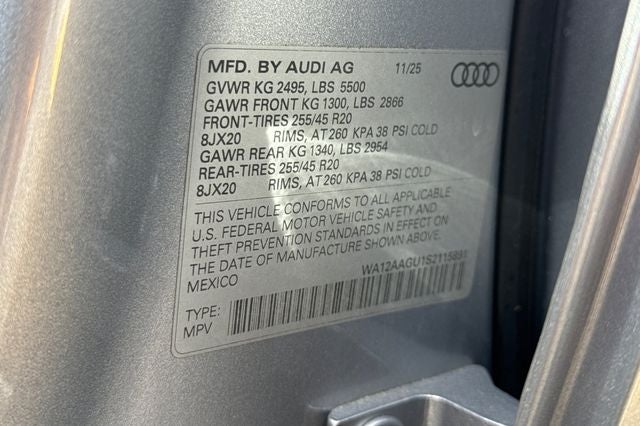 MFD. BY AUDI AG 11/25
GVWR KG 2495, LBS 5500
GAWR FRONT KG 1300, LBS 2866
FRONT-TIRES 255/45 R20
8JX20 RIMS, AT 260 KPA 38 PSI COLD
GAWR REAR KG 1340, LBS 2954
REAR-TIRES 255/45 R20
8JX20 RIMS, AT 260 KPA 38 PSI COLD
THIS VEHICLE CONFORMS TO ALL APPLICABLE
U.S. FEDERAL MOTOR VEHICLE SAFETY AND
THEFT PREVENTION STANDARDS IN EFFECT ON
THE DATE OF MANUFACTURE SHOWN ABOVE.
MEXICO WA12AAGU1S2115891
TYPE:
MPV